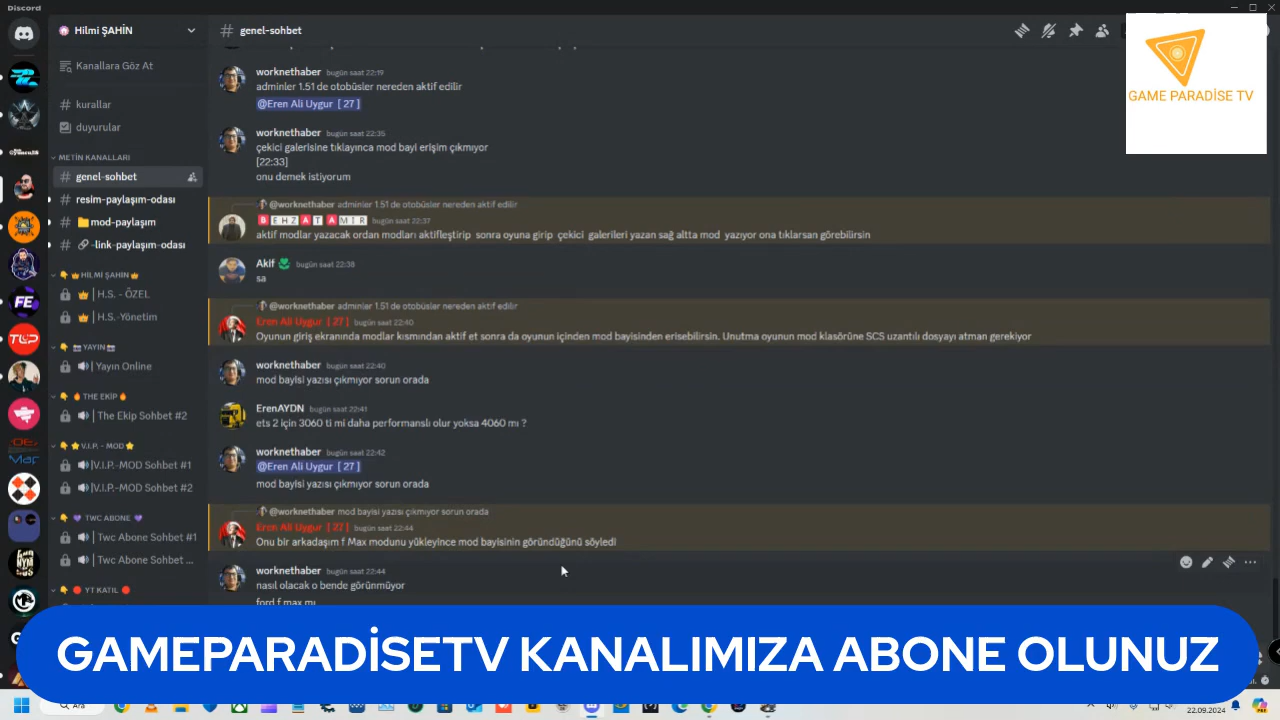 Discord
Hilmi ŞAHİN
# genel-sohbet
GAME PARADİSE TV
Kanallara Göz At
# kurallar
duyurular
METİN KANALLARI
# genel-sohbet
# resim-paylaşım-odası
# 📁mod-paylaşım
# 🔗-link-paylaşım-odası
👇👑HİLMİ ŞAHİN👑
👑 | H.S. - ÖZEL
👑 | H.S.-Yönetim
👇 📷 YAYIN📷
🔊| Yayın Online
👇 🔥THE EKİP🔥
🔊| The Ekip Sohbet #2
👇 ⭐V.I.P. - MOD⭐
🔊|V.I.P.-MOD Sohbet #1
🔊|V.I.P.-MOD Sohbet #2
👇 💜 TWC ABONE 💜
🔊| Twc Abone Sohbet #1
🔊| Twc Abone Sohbet ...
👇 🔴 YT KATIL 🔴
worknethaber bugün saat 22:19
adminler 1.51 de otobüsler nereden aktif edilir
@Eren Ali Uygur [ 27 ]
worknethaber bugün saat 22:35
çekici galerisine tıklayınca mod bayi erişim çıkmıyor
[22:33]
onu demek istiyorum
@worknethaber adminler 1.51 de otobüsler nereden aktif edilir
BEHZAT AMİR bugün saat 22:37
aktif modlar yazacak ordan modları aktifleştirip sonra oyuna girip çekici galerileri yazan sağ altta mod yazıyor ona tıklarsan görebilirsin
Akif bugün saat 22:38
sa
@worknethaber adminler 1.51 de otobüsler nereden aktif edilir
Eren Ali Uygur [ 27 ] bugün saat 22:40
Oyunun giriş ekranında modlar kısmından aktif et sonra da oyunun içinden mod bayisinden erisebilirsin. Unutma oyunun mod klasörüne SCS uzantılı dosyayı atman gerekiyor
worknethaber bugün saat 22:40
mod bayisi yazısı çıkmıyor sorun orada
ErenAYDN bugün saat 22:41
ets 2 için 3060 ti mi daha performanslı olur yoksa 4060 mı ?
worknethaber bugün saat 22:42
@Eren Ali Uygur [ 27 ]
mod bayisi yazısı çıkmıyor sorun orada
@worknethaber mod bayisi yazısı çıkmıyor sorun orada
Eren Ali Uygur [ 27 ] bugün saat 22:44
Onu bir arkadaşım f Max modunu yükleyince mod bayisinin göründüğünü söyledi
worknethaber bugün saat 22:44
nasıl olacak o bende görünmüyor
ford f max mı
GAMEPARADİSETV KANALIMIZA ABONE OLUNUZ
Ara
22.09.2024